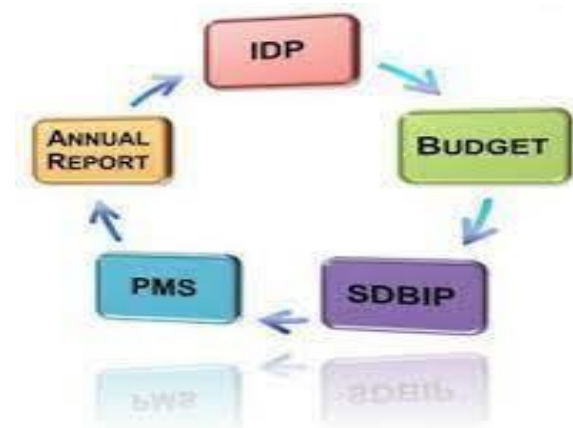 IDP
BUDGET
SDBIP
PMS
ANNUAL
REPORT